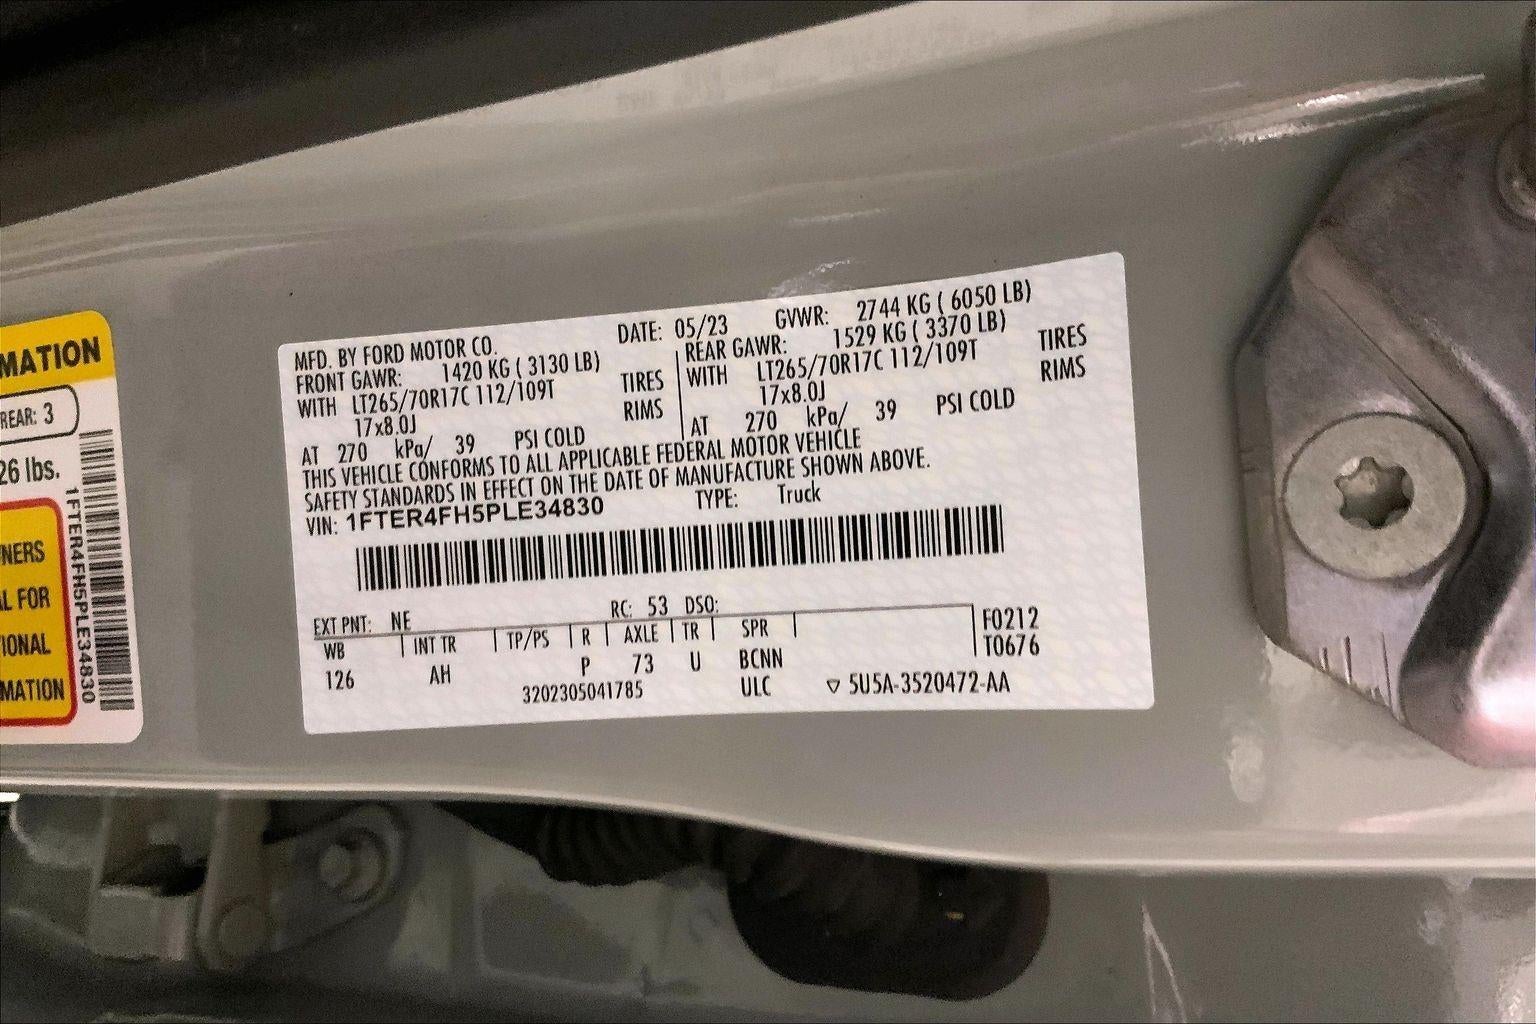 MATION
REAR: 3
26 lbs.
NERS
L FOR
IONAL
MATION
1FTER4FH5PLE34830
MFD. BY FORD MOTOR CO. DATE: 05/23 GVWR: 2744 KG ( 6050 LB)
FRONT GAWR: 1420 KG ( 3130 LB) REAR GAWR: 1529 KG ( 3370 LB)
WITH LT265/70R17C 112/109T TIRES WITH LT265/70R17C 112/109T TIRES
17x8.0J RIMS 17x8.0J RIMS
AT 270 kPa/ 39 PSI COLD AT 270 kPa/ 39 PSI COLD
THIS VEHICLE CONFORMS TO ALL APPLICABLE FEDERAL MOTOR VEHICLE
SAFETY STANDARDS IN EFFECT ON THE DATE OF MANUFACTURE SHOWN ABOVE.
VIN: 1FTER4FH5PLE34830 TYPE: Truck
EXT PNT: NE RC: 53 DSO:
WB INT TR TP/PS R AXLE TR SPR F0212
126 AH P 73 U BCNN T0676
3202305041785 ULC ▽ 5U5A-3520472-AA